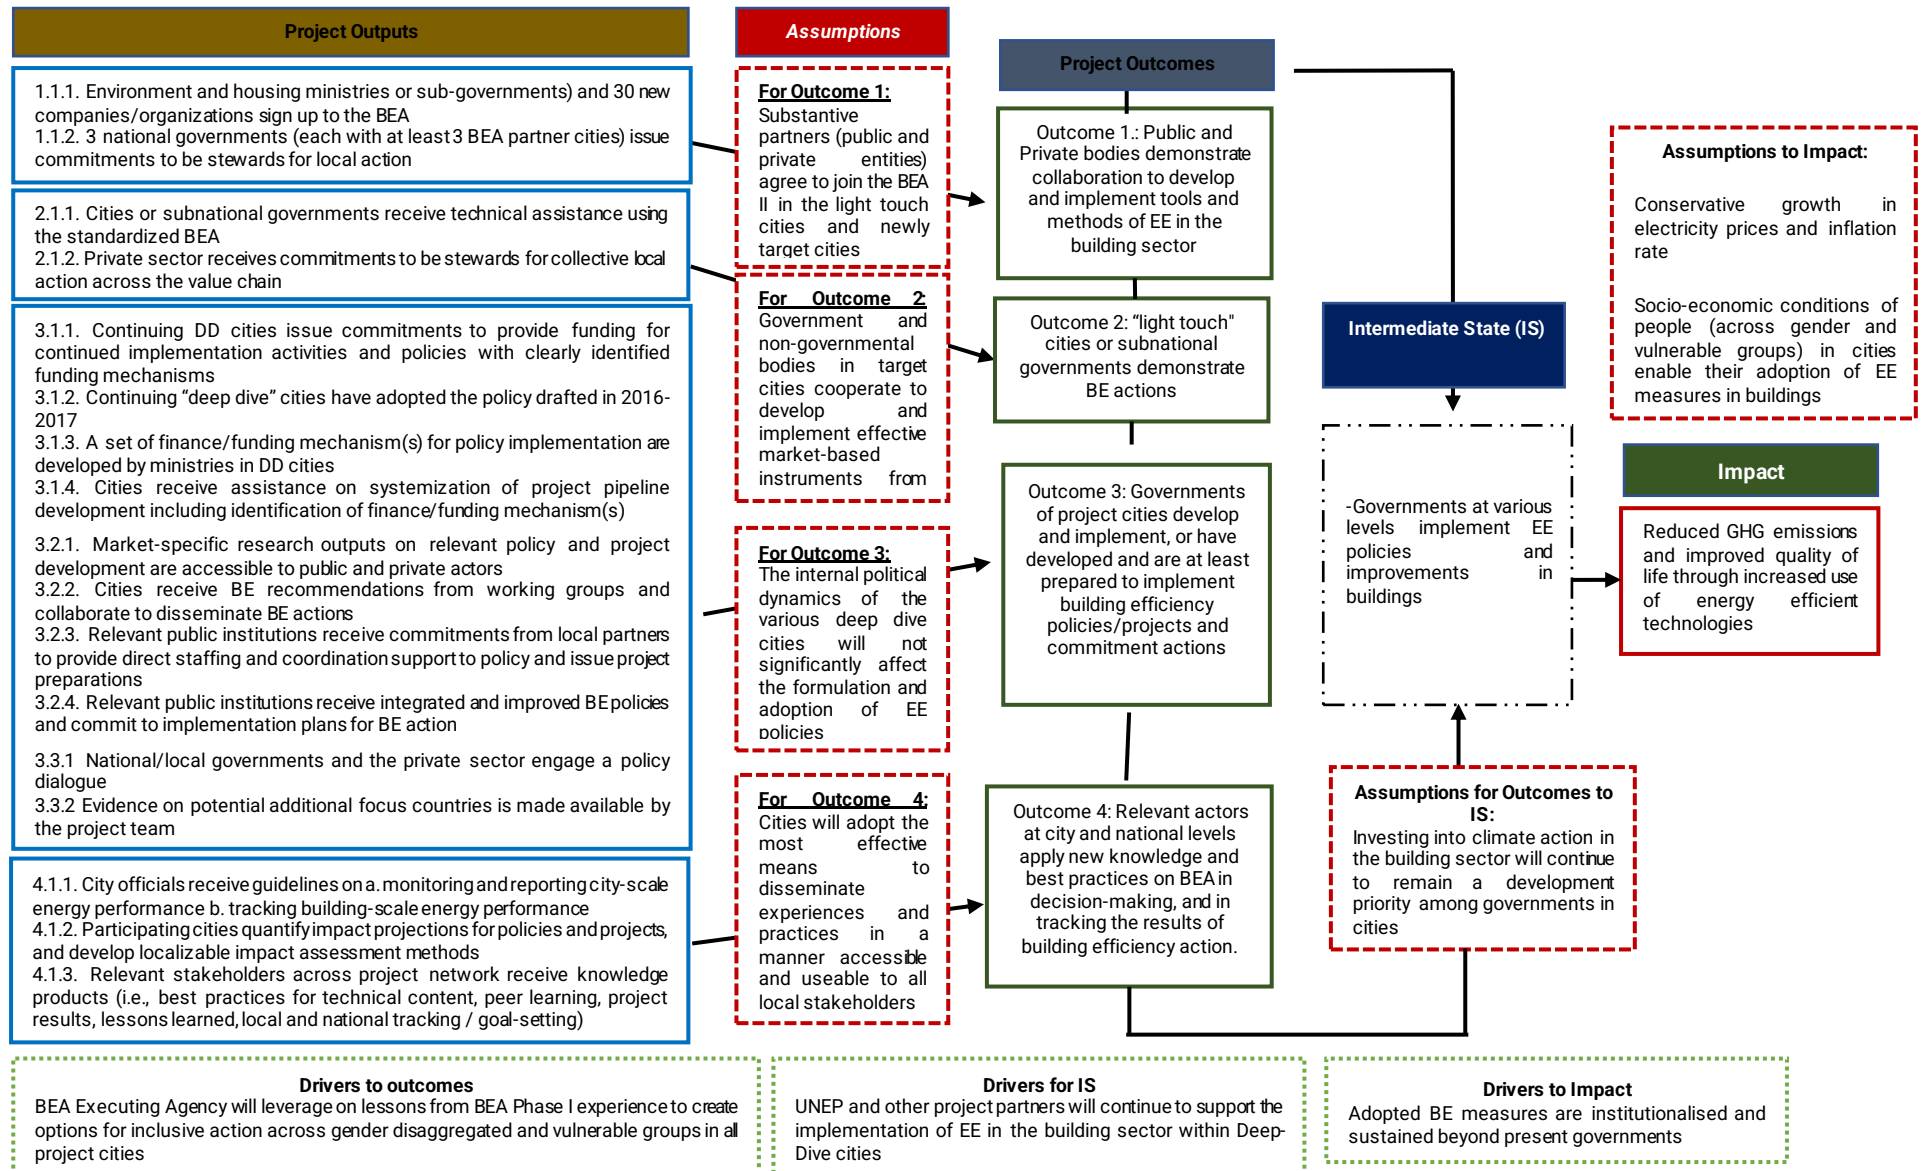 Project Outputs
1.1.1. Environment and housing ministries or sub-governments) and 30 new
companies/organizations sign up to the BEA
1.1.2. 3 national governments (each with at least 3 BEA partner cities) issue
commitments to be stewards for local action
2.1.1. Cities or subnational governments receive technical assistance using
the standardized BEA
2.1.2. Private sector receives commitments to be stewards for collective local
action across the value chain
3.1.1. Continuing DD cities issue commitments to provide funding for
continued implementation activities and policies with clearly identified
funding mechanisms
3.1.2. Continuing “deep dive” cities have adopted the policy drafted in 2016-
2017
3.1.3. A set of finance/funding mechanism(s) for policy implementation are
developed by ministries in DD cities
3.1.4. Cities receive assistance on systemization of project pipeline
development including identification of finance/funding mechanism(s)
3.2.1. Market-specific research outputs on relevant policy and project
development are accessible to public and private actors
3.2.2. Cities receive BE recommendations from working groups and
collaborate to disseminate BE actions
3.2.3. Relevant public institutions receive commitments from local partners
to provide direct staffing and coordination support to policy and issue project
preparations
3.2.4. Relevant public institutions receive integrated and improved BE policies
and commit to implementation plans for BE action
3.3.1 National/local governments and the private sector engage a policy
dialogue
3.3.2 Evidence on potential additional focus countries is made available by
the project team
4.1.1. City officials receive guidelines on a. monitoring and reporting city-scale
energy performance b. tracking building-scale energy performance
4.1.2. Participating cities quantify impact projections for policies and projects,
and develop localizable impact assessment methods
4.1.3. Relevant stakeholders across project network receive knowledge
products (i.e., best practices for technical content, peer learning, project
results, lessons learned, local and national tracking / goal-setting)
Assumptions
For Outcome 1:
Substantive
partners (public and
private entities)
agree to join the BEA
II in the light touch
cities and newly
target cities
For Outcome 2:
Government and
non-governmental
bodies in target
cities cooperate to
develop and
implement effective
market-based
instruments from
For Outcome 3:
The internal political
dynamics of the
various deep dive
cities will not
significantly affect
the formulation and
adoption of EE
policies
For Outcome 4:
Cities will adopt the
most effective
means to
disseminate
experiences and
practices in a
manner accessible
and useable to all
local stakeholders
Project Outcomes
Outcome 1.: Public and
Private bodies demonstrate
collaboration to develop
and implement tools and
methods of EE in the
building sector
Outcome 2: “light touch"
cities or subnational
governments demonstrate
BE actions
Outcome 3: Governments
of project cities develop
and implement, or have
developed and are at least
prepared to implement
building efficiency
policies/projects and
commitment actions
Outcome 4: Relevant actors
at city and national levels
apply new knowledge and
best practices on BEA in
decision-making, and in
tracking the results of
building efficiency action.
Intermediate State (IS)
-Governments at various
levels implement EE
policies and
improvements in
buildings
Assumptions for Outcomes to
IS:
Investing into climate action in
the building sector will continue
to remain a development
priority among governments in
cities
Assumptions to Impact:
Conservative growth in
electricity prices and inflation
rate
Socio-economic conditions of
people (across gender and
vulnerable groups) in cities
enable their adoption of EE
measures in buildings
Impact
Reduced GHG emissions
and improved quality of
life through increased use
of energy efficient
technologies
Drivers to outcomes
BEA Executing Agency will leverage on lessons from BEA Phase I experience to create
options for inclusive action across gender disaggregated and vulnerable groups in all
project cities
Drivers for IS
UNEP and other project partners will continue to support the
implementation of EE in the building sector within Deep-
Dive cities
Drivers to Impact
Adopted BE measures are institutionalised and
sustained beyond present governments